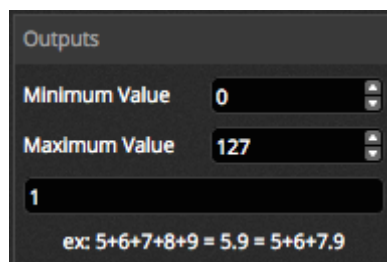 Outputs
Minimum Value 0
Maximum Value 127
1
ex: 5+6+7+8+9 = 5.9 = 5+6+7.9